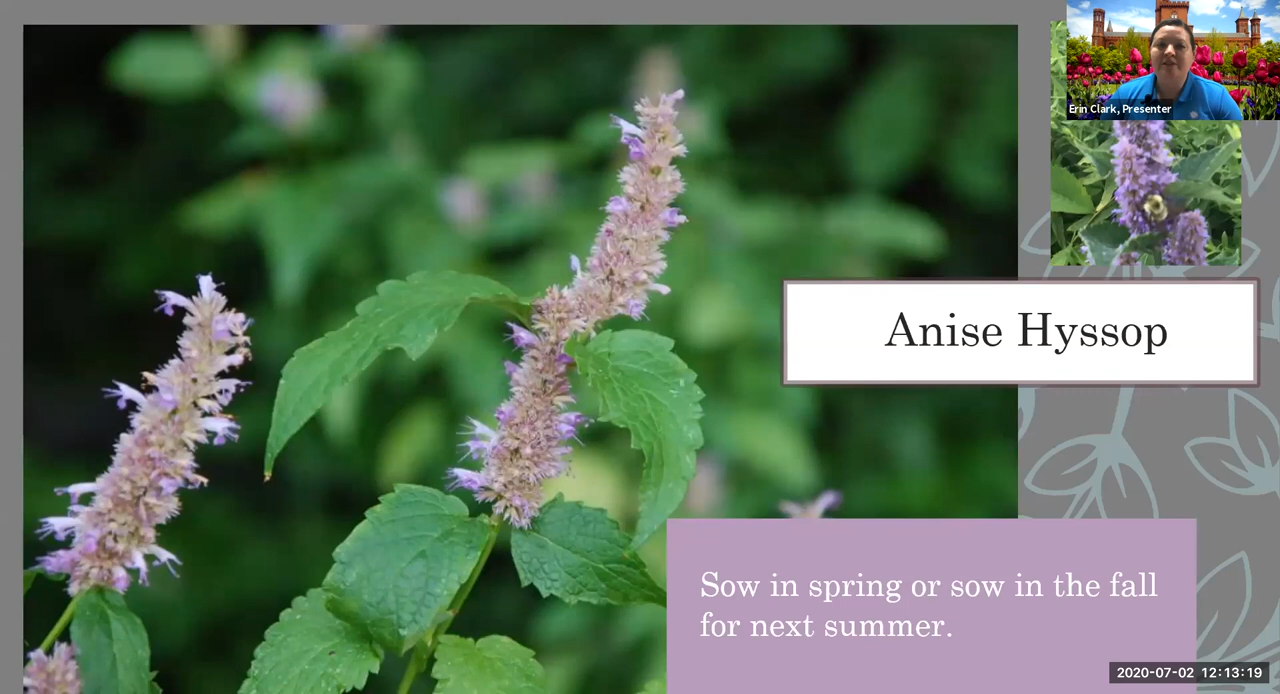 Erin Clark, Presenter
Anise Hyssop
Sow in spring or sow in the fall
for next summer.
2020-07-02 12:13:19